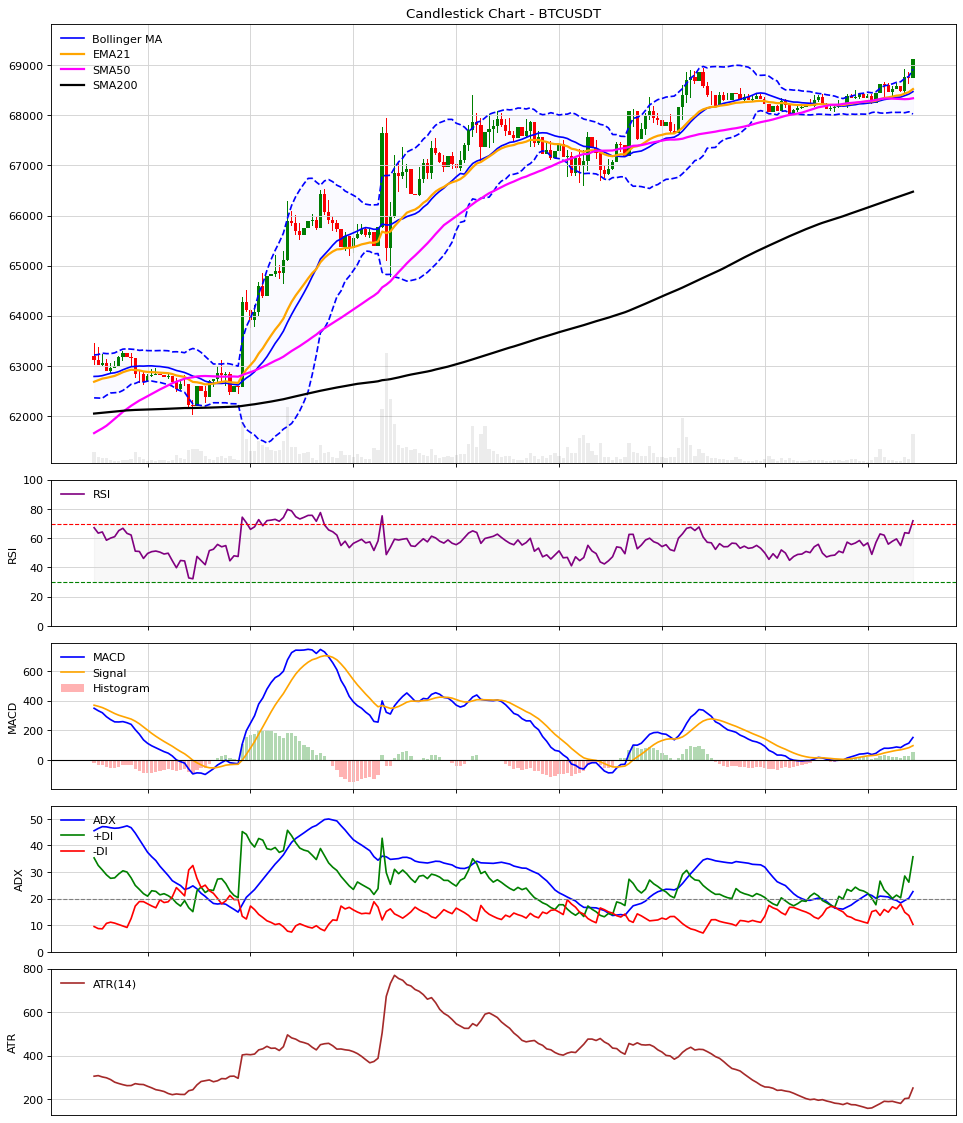 Candlestick Chart - BTCUSDT
Bollinger MA
EMA21
SMA50
SMA200
69000
68000
67000
66000
65000
64000
63000
62000
RSI
100
80
60
40
20
0
RSI
MACD
Signal
Histogram
600
400
200
0
MACD
ADX
+DI
-DI
50
40
30
20
10
0
ADX
ATR(14)
800
600
400
200
ATR